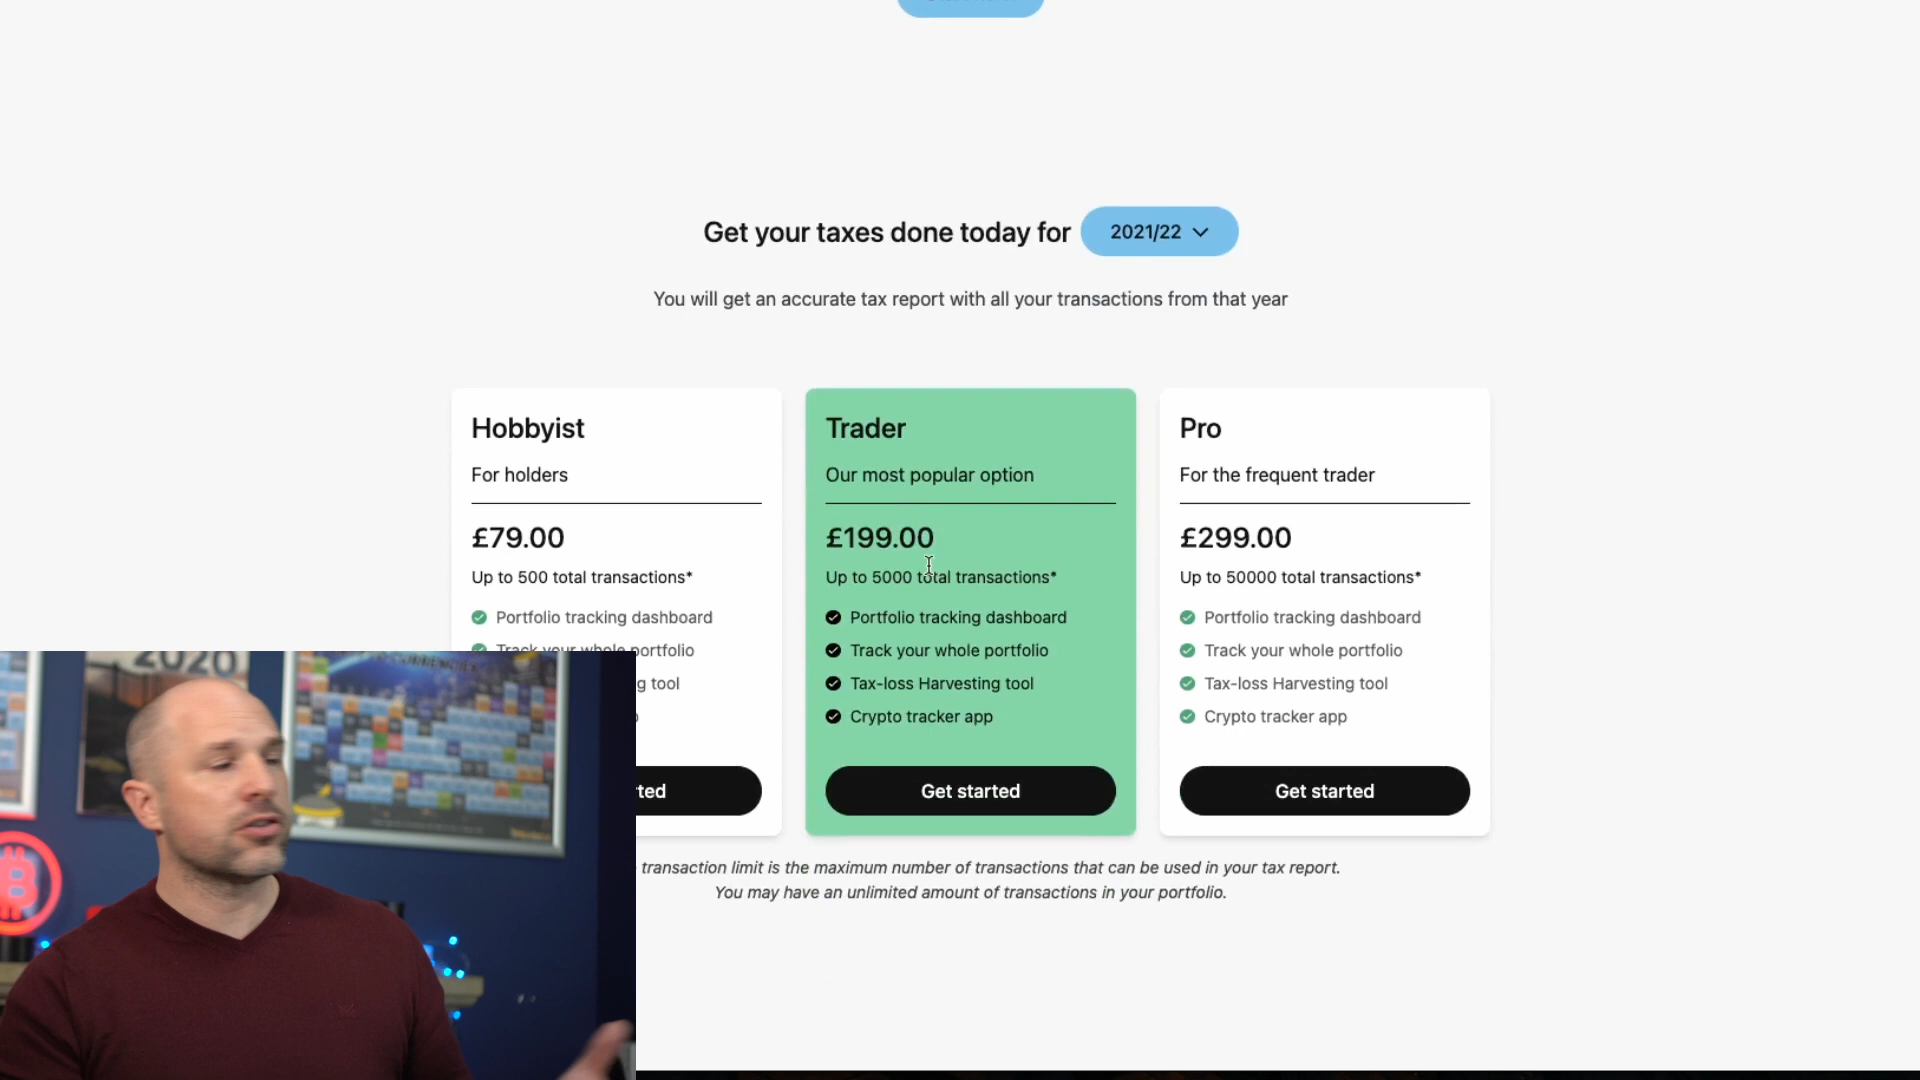 Get your taxes done today for 2021/22
You will get an accurate tax report with all your transactions from that year
Hobbyist
For holders
£79.00
Up to 500 total transactions*
Portfolio tracking dashboard
Track your whole portfolio
g tool
rted
Trader
Our most popular option
£199.00
Up to 5000 total transactions*
Portfolio tracking dashboard
Track your whole portfolio
Tax-loss Harvesting tool
Crypto tracker app
Get started
Pro
For the frequent trader
£299.00
Up to 50000 total transactions*
Portfolio tracking dashboard
Track your whole portfolio
Tax-loss Harvesting tool
Crypto tracker app
Get started
transaction limit is the maximum number of transactions that can be used in your tax report.
You may have an unlimited amount of transactions in your portfolio.
2020